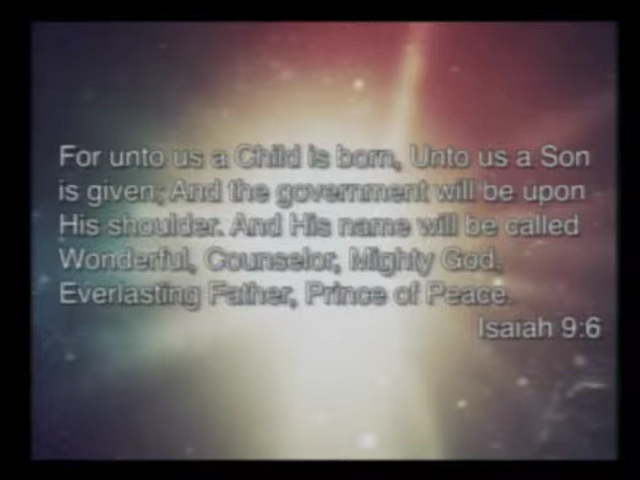 For unto us a Child is born, Unto us a Son
is given; And the government will be upon
His shoulder. And His name will be called
Wonderful, Counselor, Mighty God,
Everlasting Father, Prince of Peace.
Isaiah 9:6